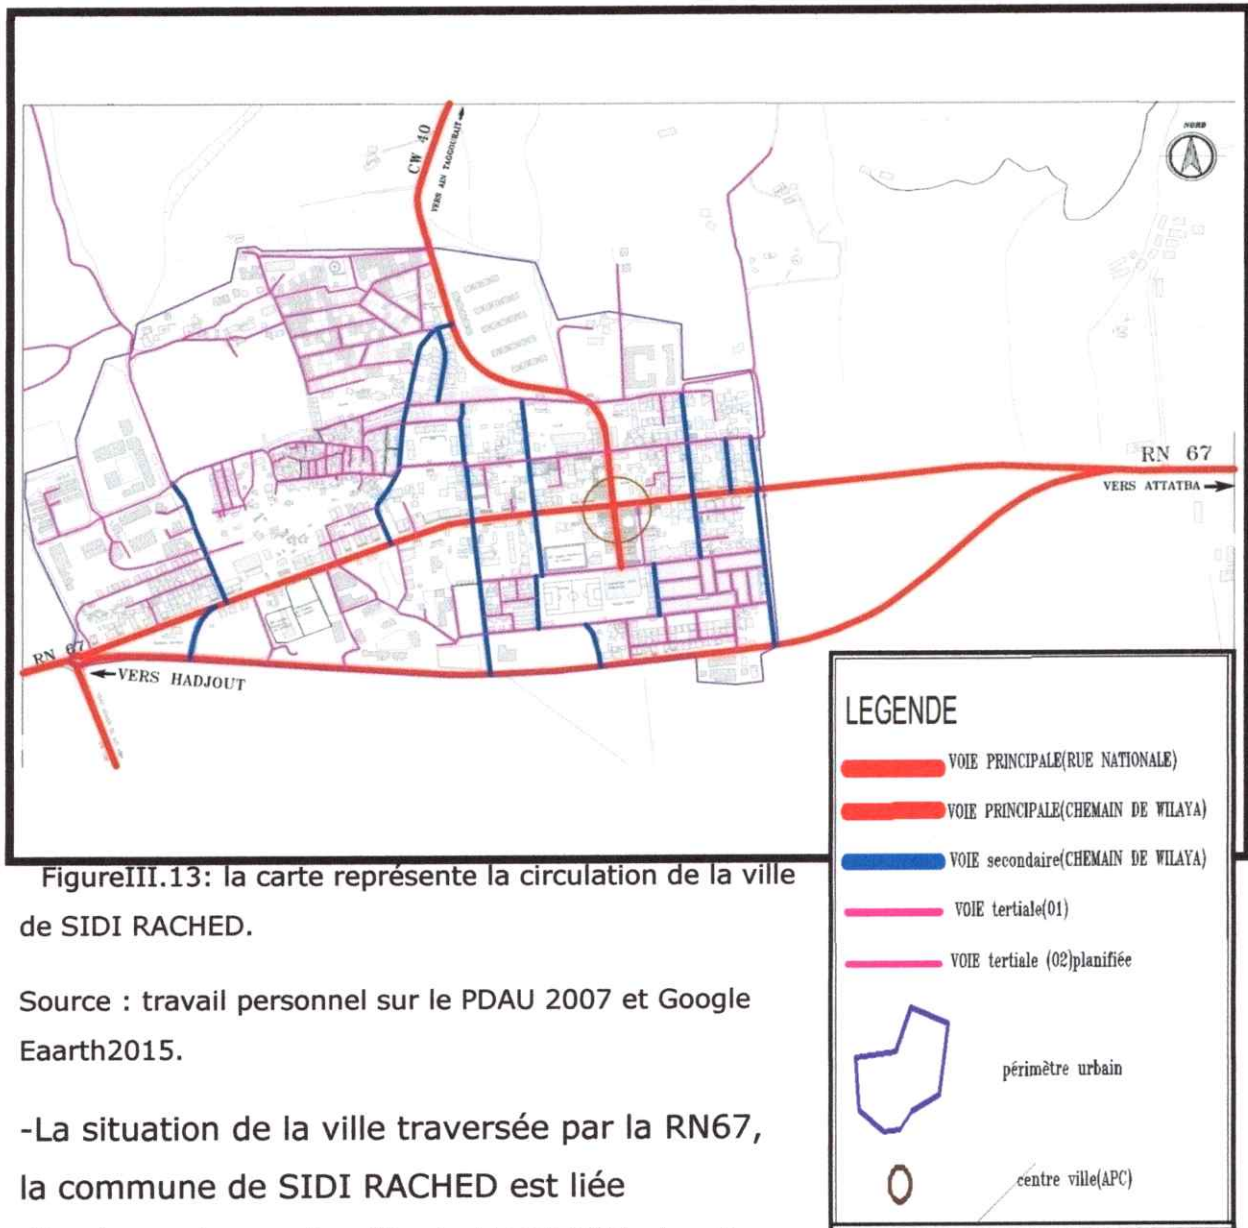 NORD
CW 40
VERS AIN TAGGOURAIT
RN 67
VERS ATTATBA
RN 67
VERS HADJOUT
LEGENDE
VOIE PRINCIPALE(RUE NATIONALE)
VOIE PRINCIPALE(CHEMAIN DE WILAYA)
VOIE secondaire(CHEMAIN DE WILAYA)
VOIE tertiale(01)
VOIE tertiale (02)planifiée
périmètre urbain
centre ville(APC)
FigureIII.13: la carte représente la circulation de la ville
de SIDI RACHED.
Source : travail personnel sur le PDAU 2007 et Google
Eaarth2015.
-La situation de la ville traversée par la RN67,
la commune de SIDI RACHED est liée